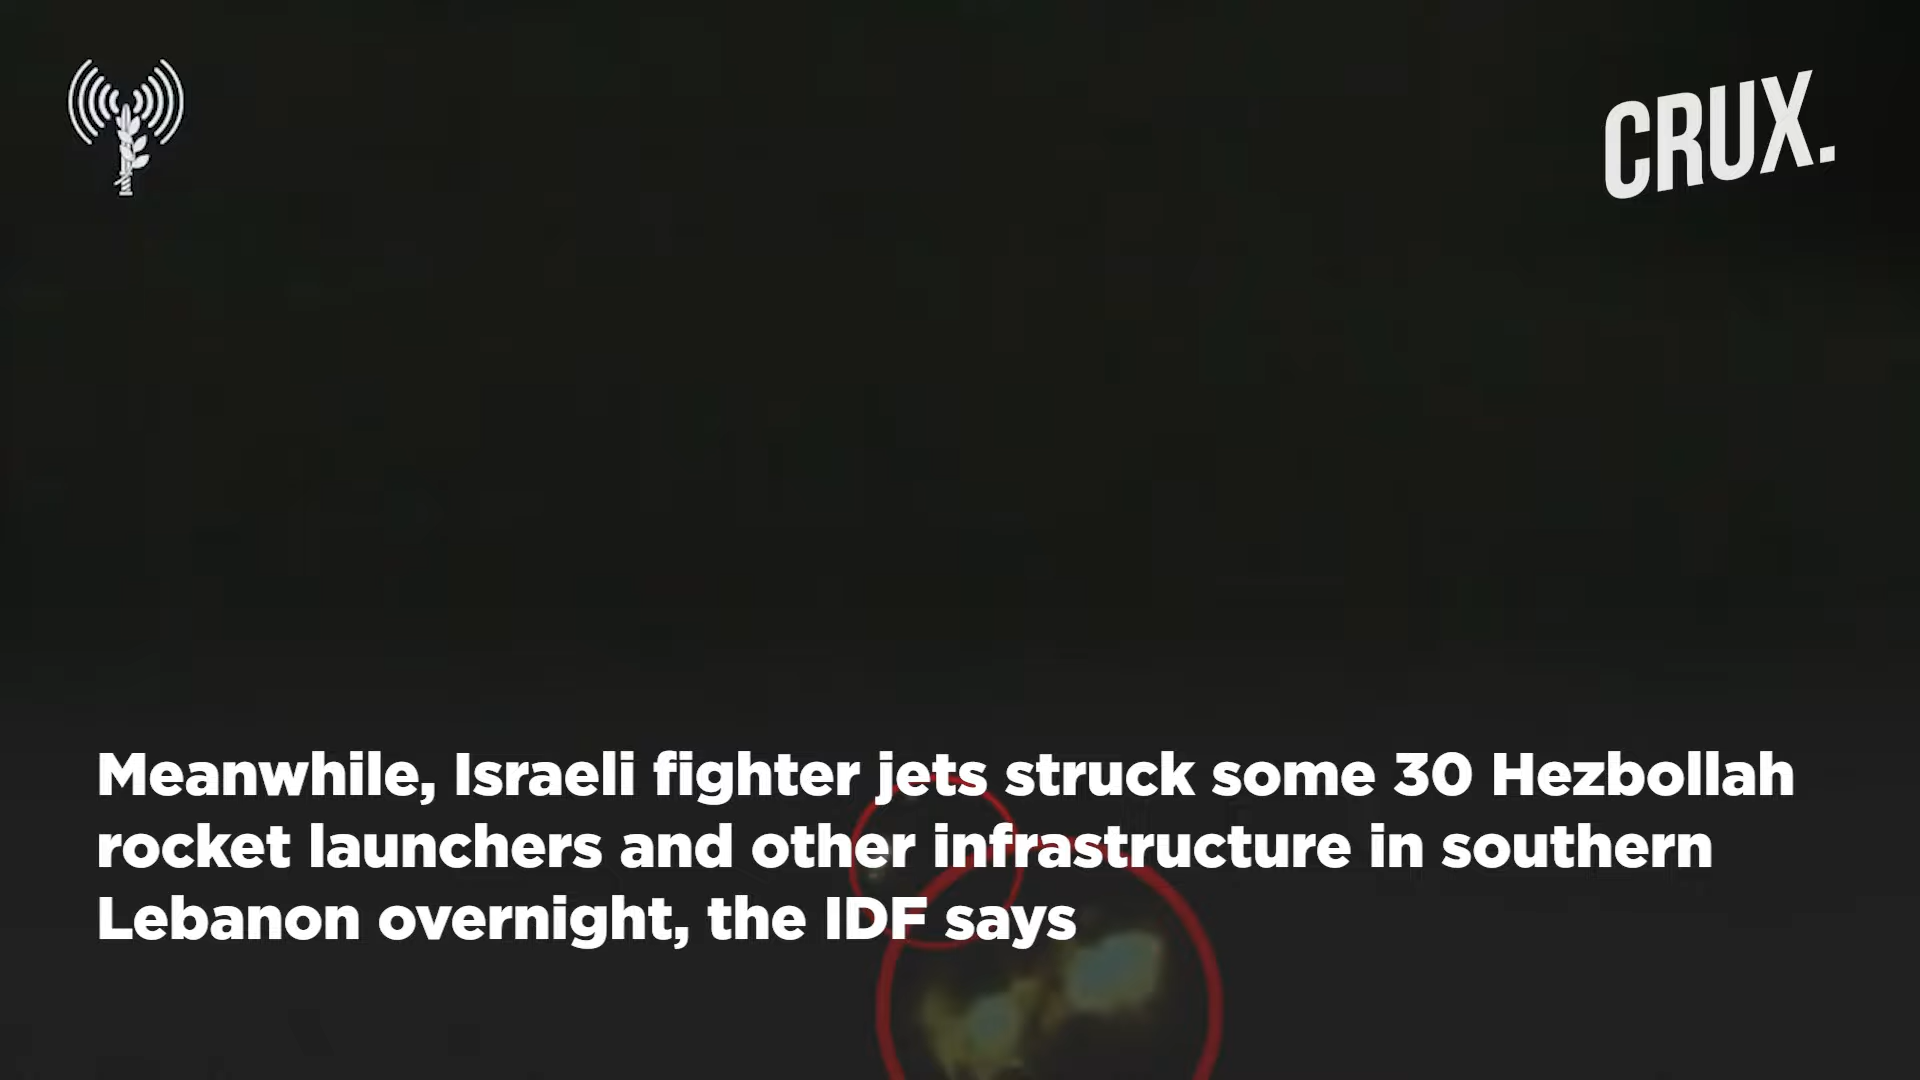 CRUX.
Meanwhile, Israeli fighter jets struck some 30 Hezbollah
rocket launchers and other infrastructure in southern
Lebanon overnight, the IDF says